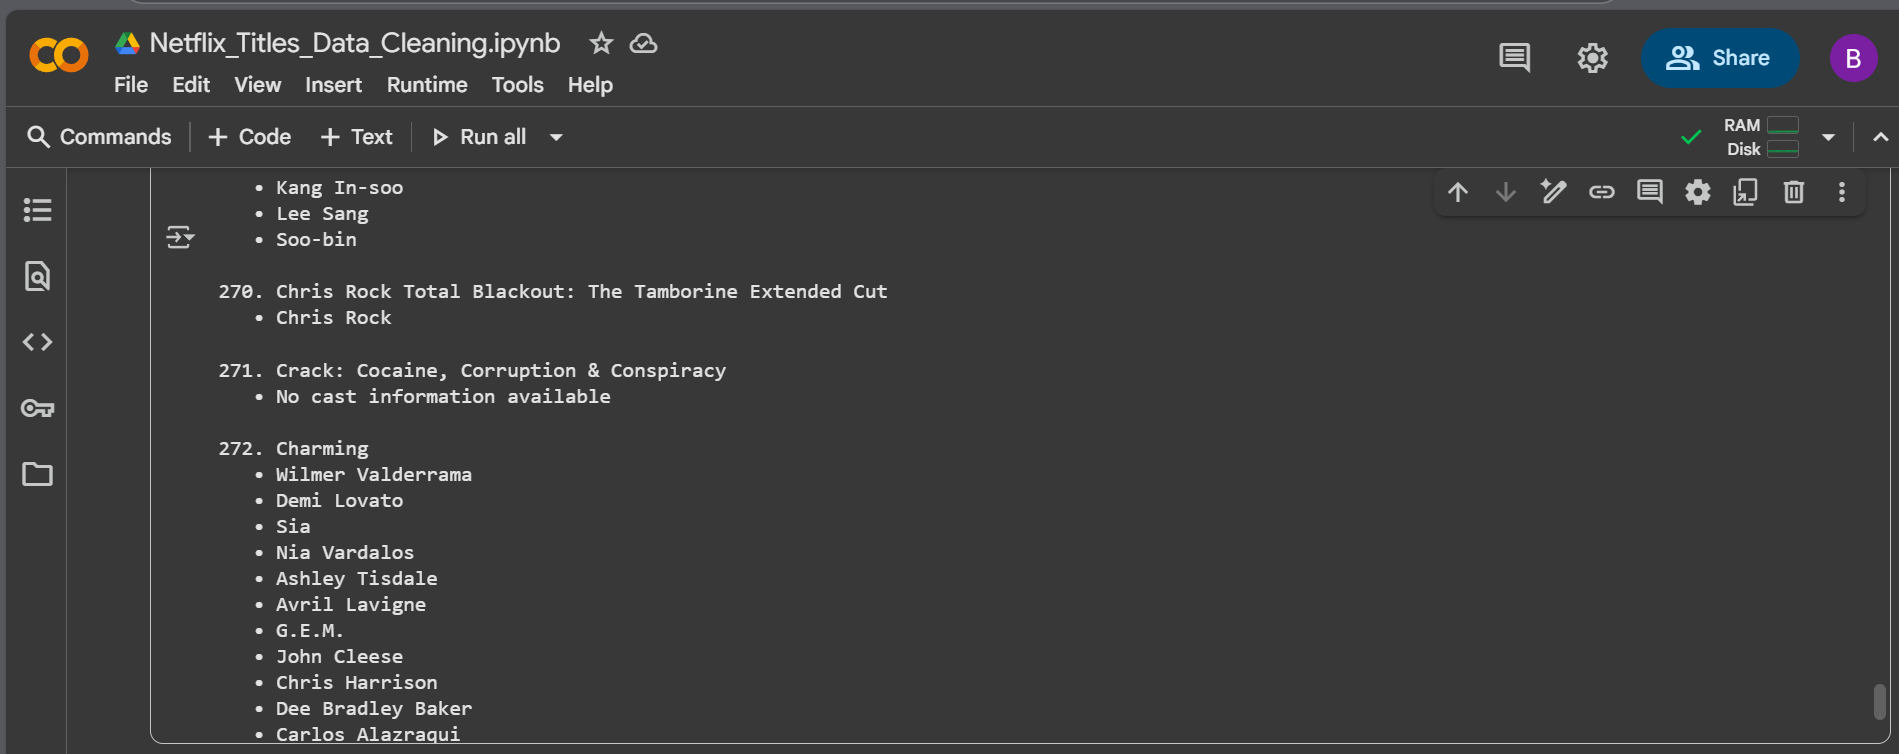 Netflix_Titles_Data_Cleaning.ipynb
File Edit View Insert Runtime Tools Help
Share
B
Commands + Code + Text Run all
RAM
Disk
• Kang In-soo
• Lee Sang
• Soo-bin
270. Chris Rock Total Blackout: The Tamborine Extended Cut
• Chris Rock
271. Crack: Cocaine, Corruption & Conspiracy
• No cast information available
272. Charming
• Wilmer Valderrama
• Demi Lovato
• Sia
• Nia Vardalos
• Ashley Tisdale
• Avril Lavigne
• G.E.M.
• John Cleese
• Chris Harrison
• Dee Bradley Baker
• Carlos Alazraqui